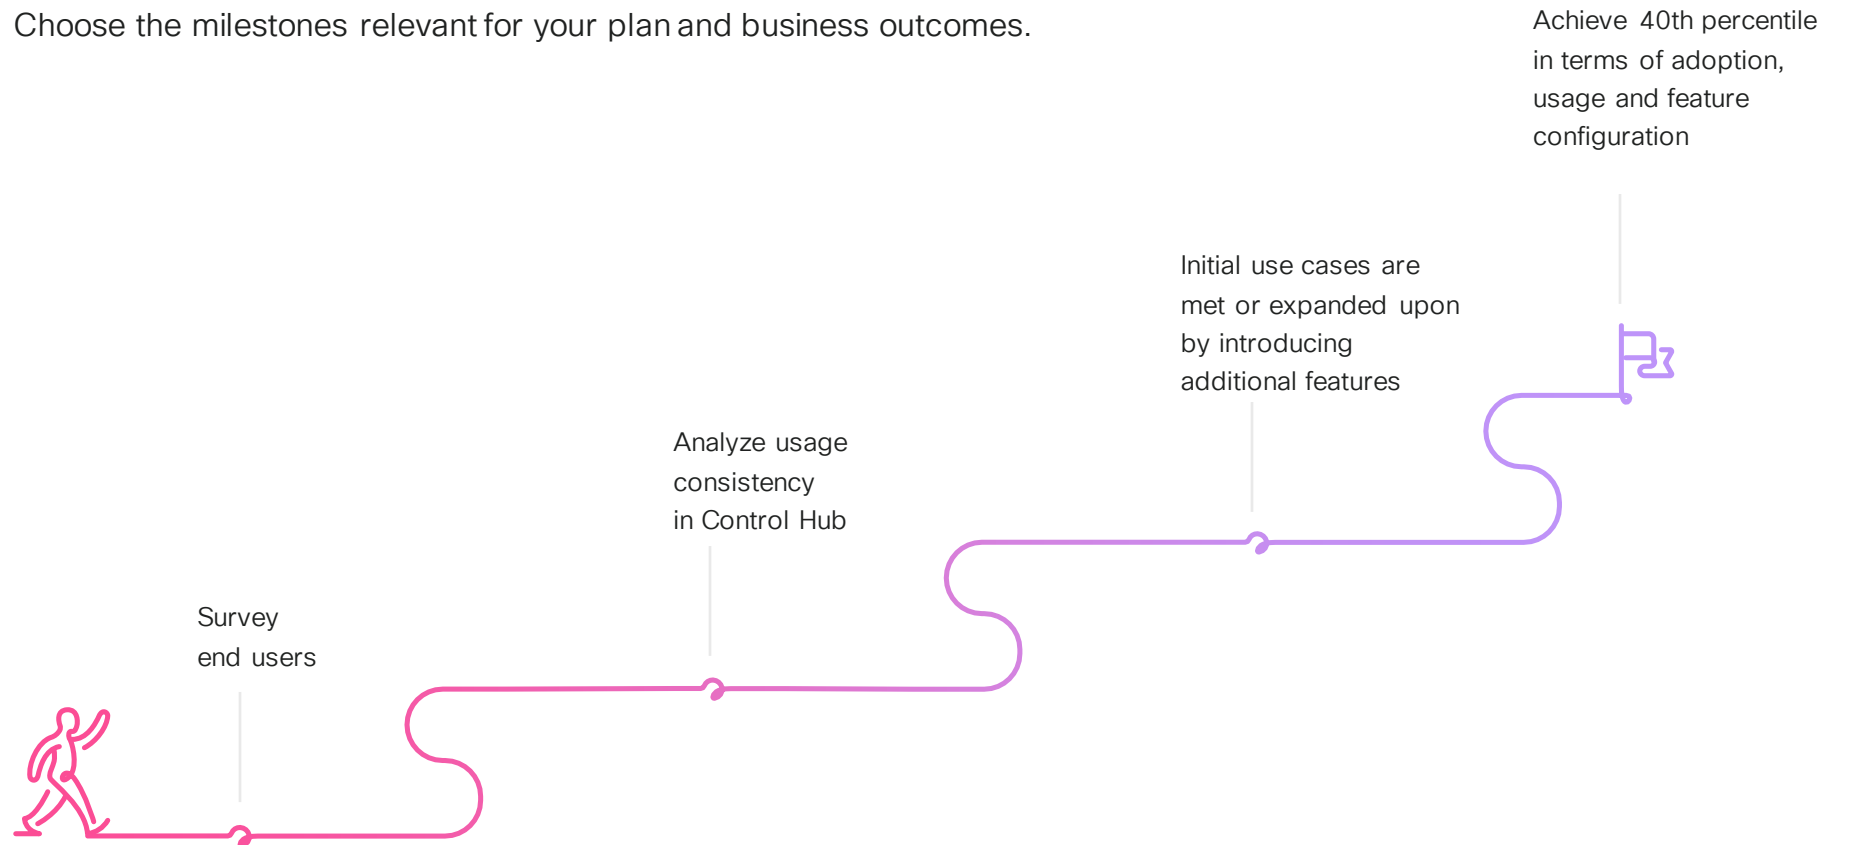 Choose the milestones relevant for your plan and business outcomes.
Survey
end users
Analyze usage
consistency
in Control Hub
Initial use cases are
met or expanded upon
by introducing
additional features
Achieve 40th percentile
in terms of adoption,
usage and feature
configuration